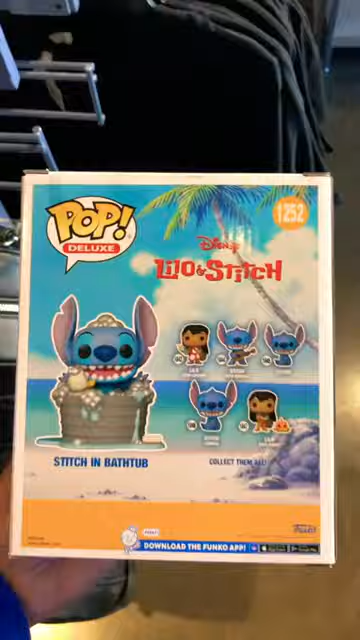 POP!
DELUXE
1252
Disney
Lilo & Stitch
STITCH IN BATHTUB
COLLECT THEM ALL!
Funko
DOWNLOAD THE FUNKO APP!